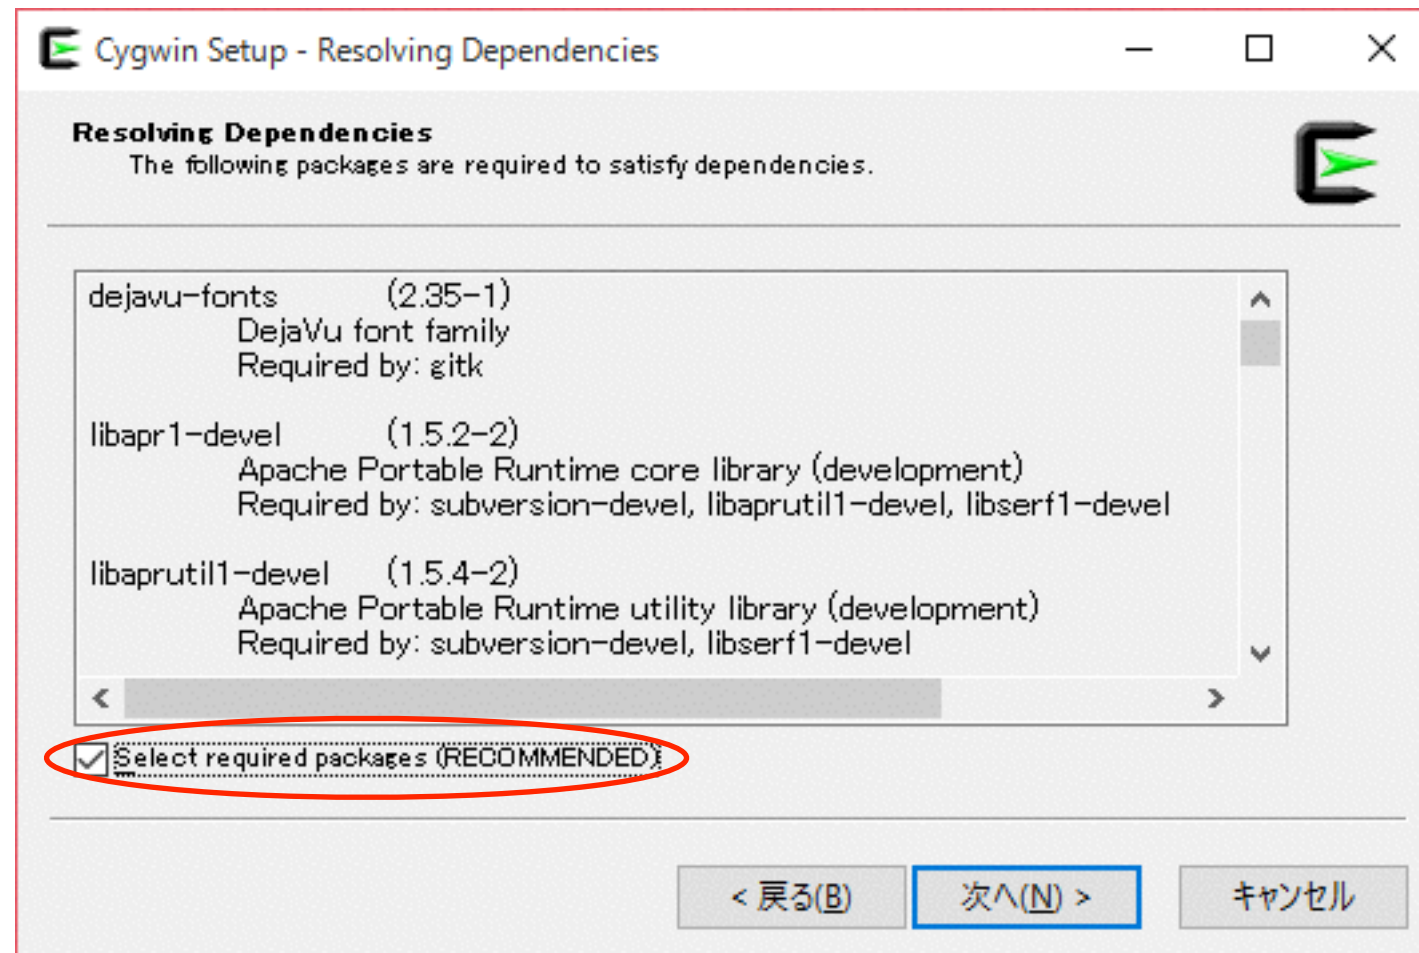 Cygwin Setup - Resolving Dependencies
Resolving Dependencies
The following packages are required to satisfy dependencies.
dejavu-fonts (2.35-1)
DejaVu font family
Required by: gitk
libapr1-devel (1.5.2-2)
Apache Portable Runtime core library (development)
Required by: subversion-devel, libaprutil1-devel, libserf1-devel
libaprutil1-devel (1.5.4-2)
Apache Portable Runtime utility library (development)
Required by: subversion-devel, libserf1-devel
Select required packages (RECOMMENDED)
< 戻る(B) 次へ(N) > キャンセル